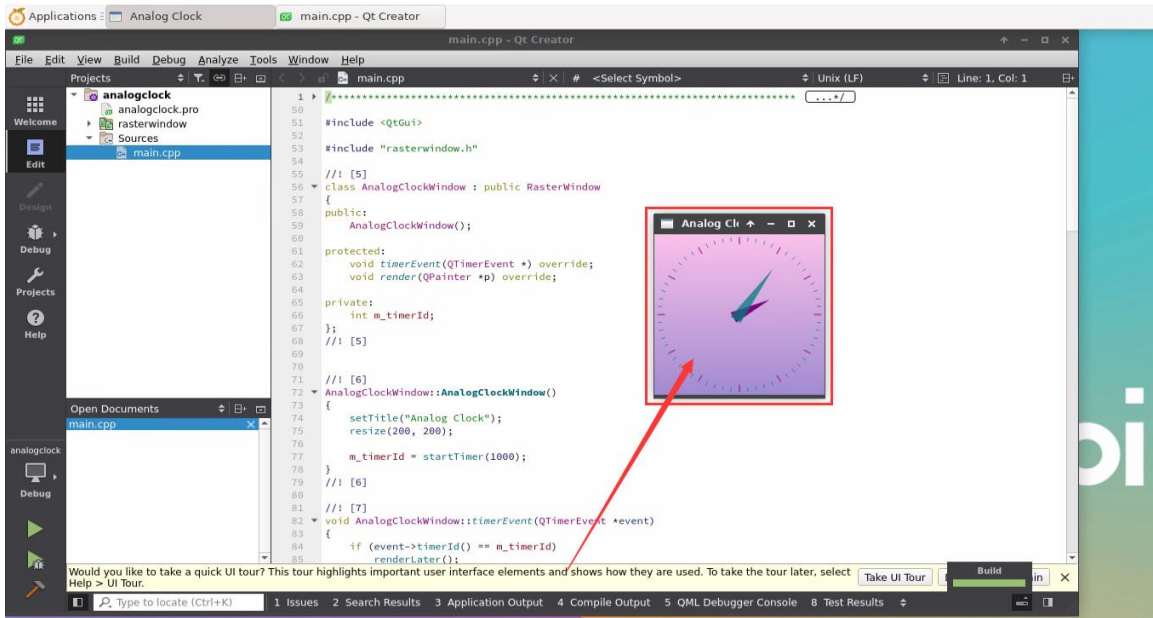 Applications
Analog Clock
main.cpp - Qt Creator
main.cpp - Qt Creator
File Edit View Build Debug Analyze Tools Window Help
Projects
main.cpp
# <Select Symbol>
Unix (LF)
Line: 1, Col: 1
Welcome
Edit
Design
Debug
Projects
Help
analogclock
Debug
analogclock
analogclock.pro
rasterwindow
Sources
main.cpp
Open Documents
main.cpp
1 /****************************************************************************  ...*/
50
51 #include <QtGui>
52
53 #include "rasterwindow.h"
54
55 //! [5]
56 class AnalogClockWindow : public RasterWindow
57 {
58 public:
59     AnalogClockWindow();
60
61 protected:
62     void timerEvent(QTimerEvent *) override;
63     void render(QPainter *p) override;
64
65 private:
66     int m_timerId;
67 };
68 //! [5]
69
70
71 //! [6]
72 AnalogClockWindow::AnalogClockWindow()
73 {
74     setTitle("Analog Clock");
75     resize(200, 200);
76
77     m_timerId = startTimer(1000);
78 }
79 //! [6]
80
81 //! [7]
82 void AnalogClockWindow::timerEvent(QTimerEvent *event)
83 {
84     if (event->timerId() == m_timerId)
85         renderLater();
Analog Cl
pi
Would you like to take a quick UI tour? This tour highlights important user interface elements and shows how they are used. To take the tour later, select
Help > UI Tour.
Take UI Tour
Build
in
Type to locate (Ctrl+K)
1 Issues 2 Search Results 3 Application Output 4 Compile Output 5 QML Debugger Console 8 Test Results